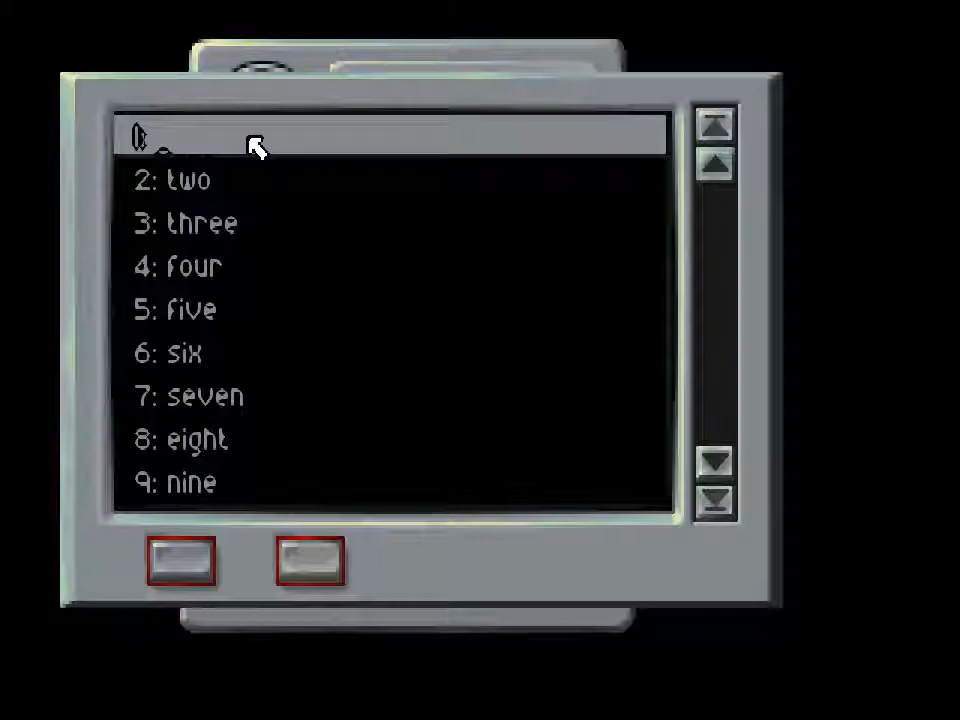 2: two
3: three
4: four
5: five
6: six
7: seven
8: eight
9: nine